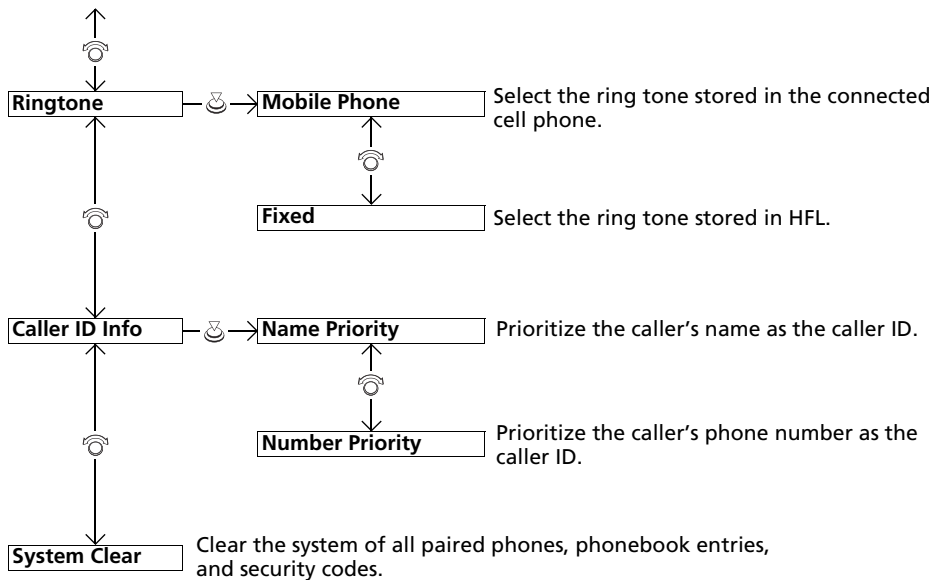 Ringtone
Mobile Phone
Select the ring tone stored in the connected
cell phone.
Fixed
Select the ring tone stored in HFL.
Caller ID Info
Name Priority
Prioritize the caller's name as the caller ID.
Number Priority
Prioritize the caller's phone number as the
caller ID.
System Clear
Clear the system of all paired phones, phonebook entries,
and security codes.